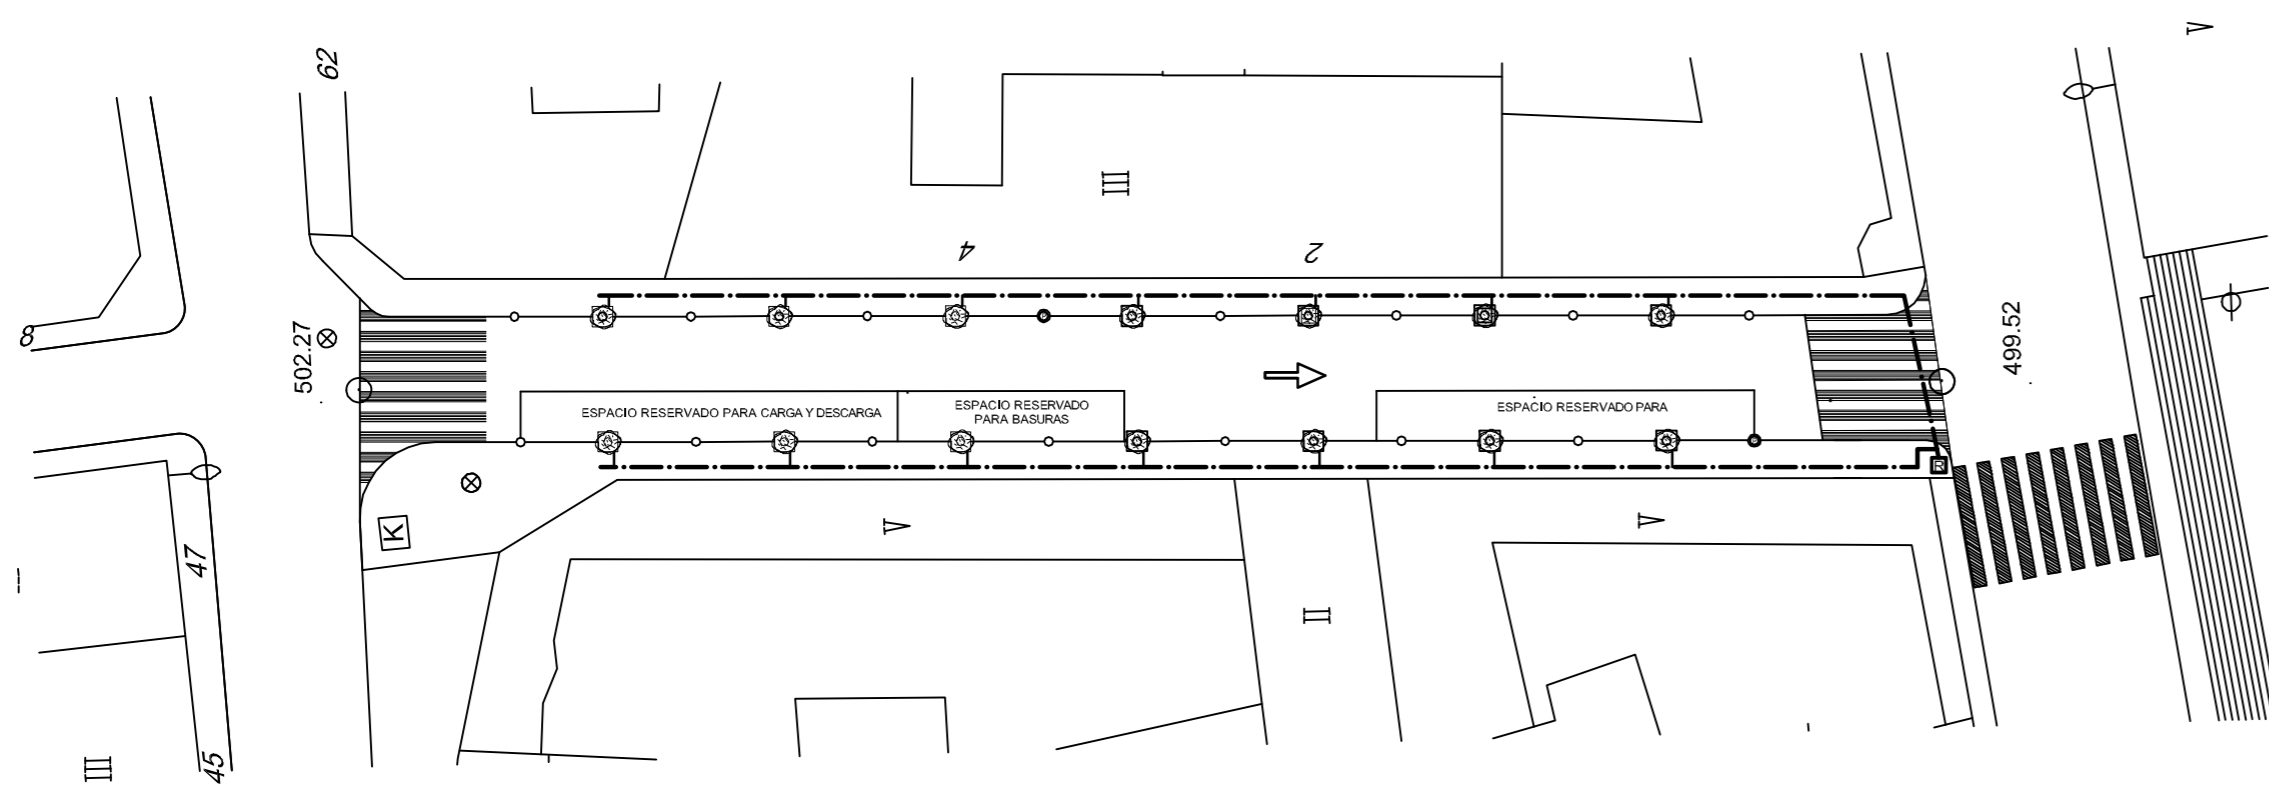 V
62
III
4
2
8
502.27
499.52
ESPACIO RESERVADO PARA CARGA Y DESCARGA
ESPACIO RESERVADO
PARA BASURAS
ESPACIO RESERVADO PARA
R
K
V
V
47
II
III
45